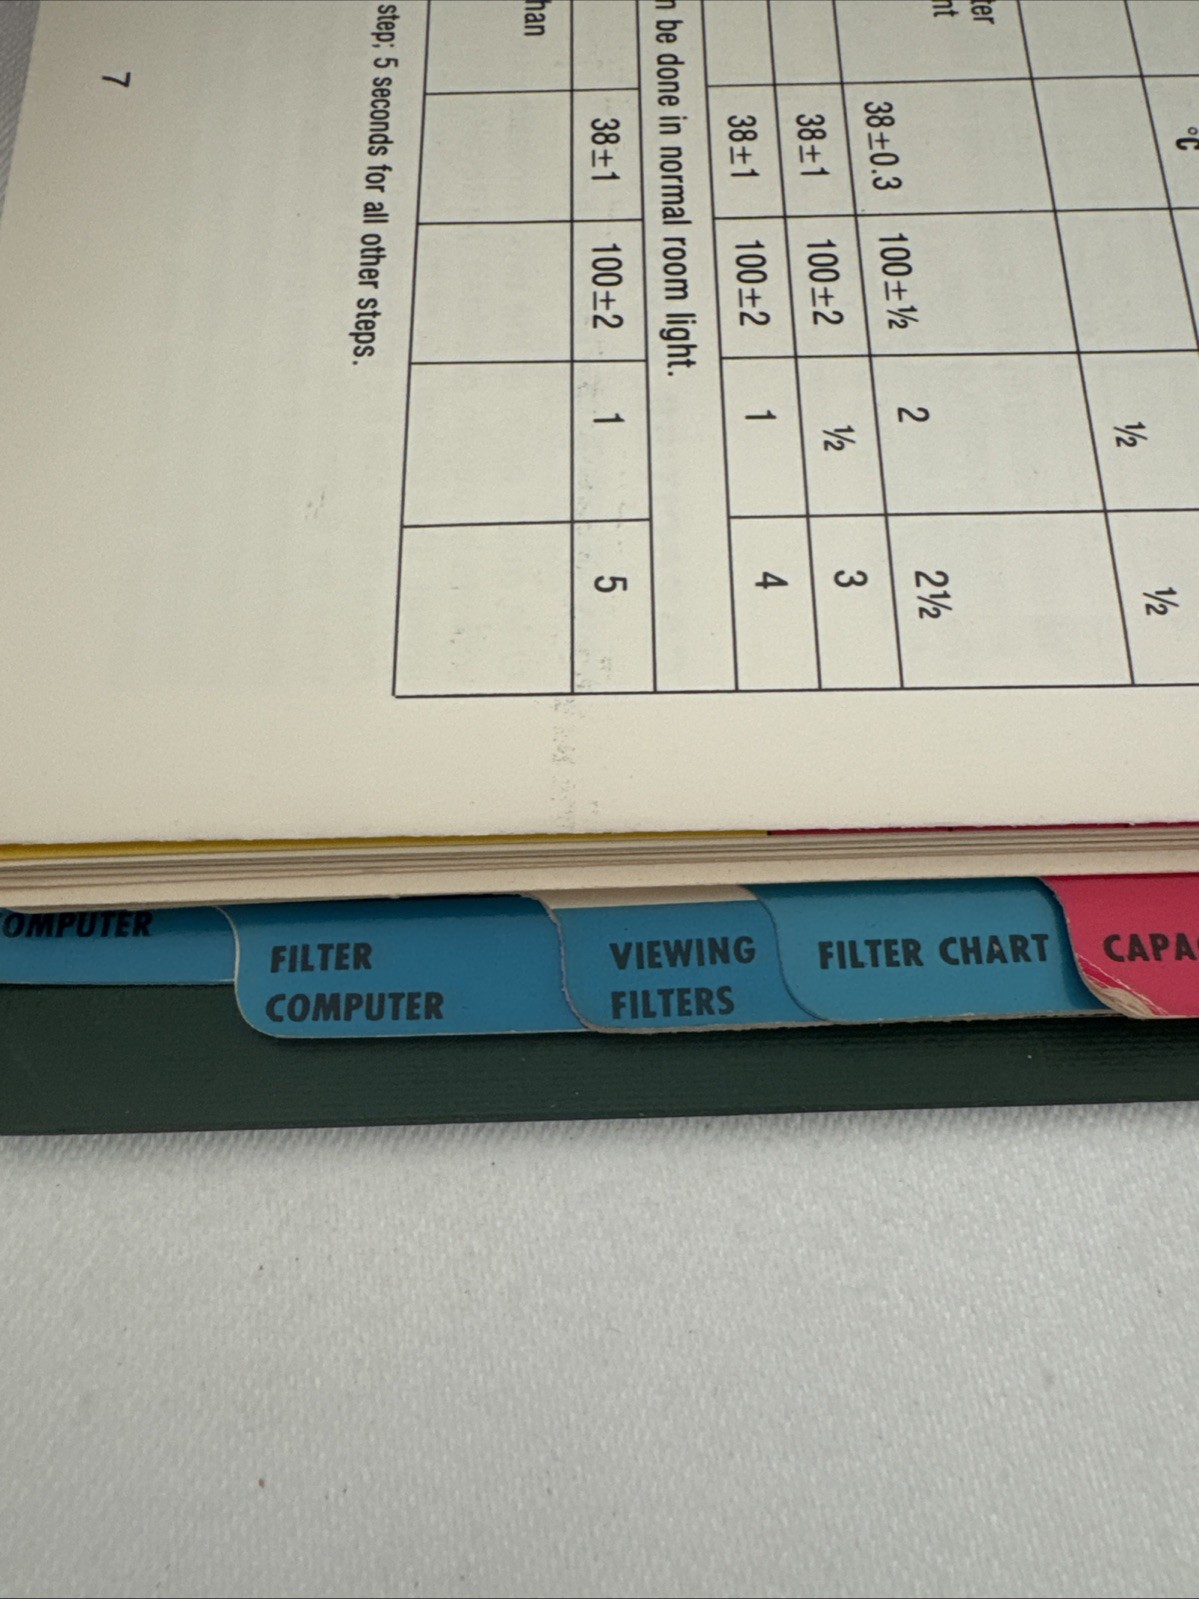 °C
½ ½
ter
nt
38±0.3 100±½ 2 2½
38±1 100±2 ½ 3
38±1 100±2 1 4
n be done in normal room light.
38±1 100±2 1 5
han
step; 5 seconds for all other steps.
7
OMPUTER
FILTER
COMPUTER
VIEWING
FILTERS
FILTER CHART
CAPA